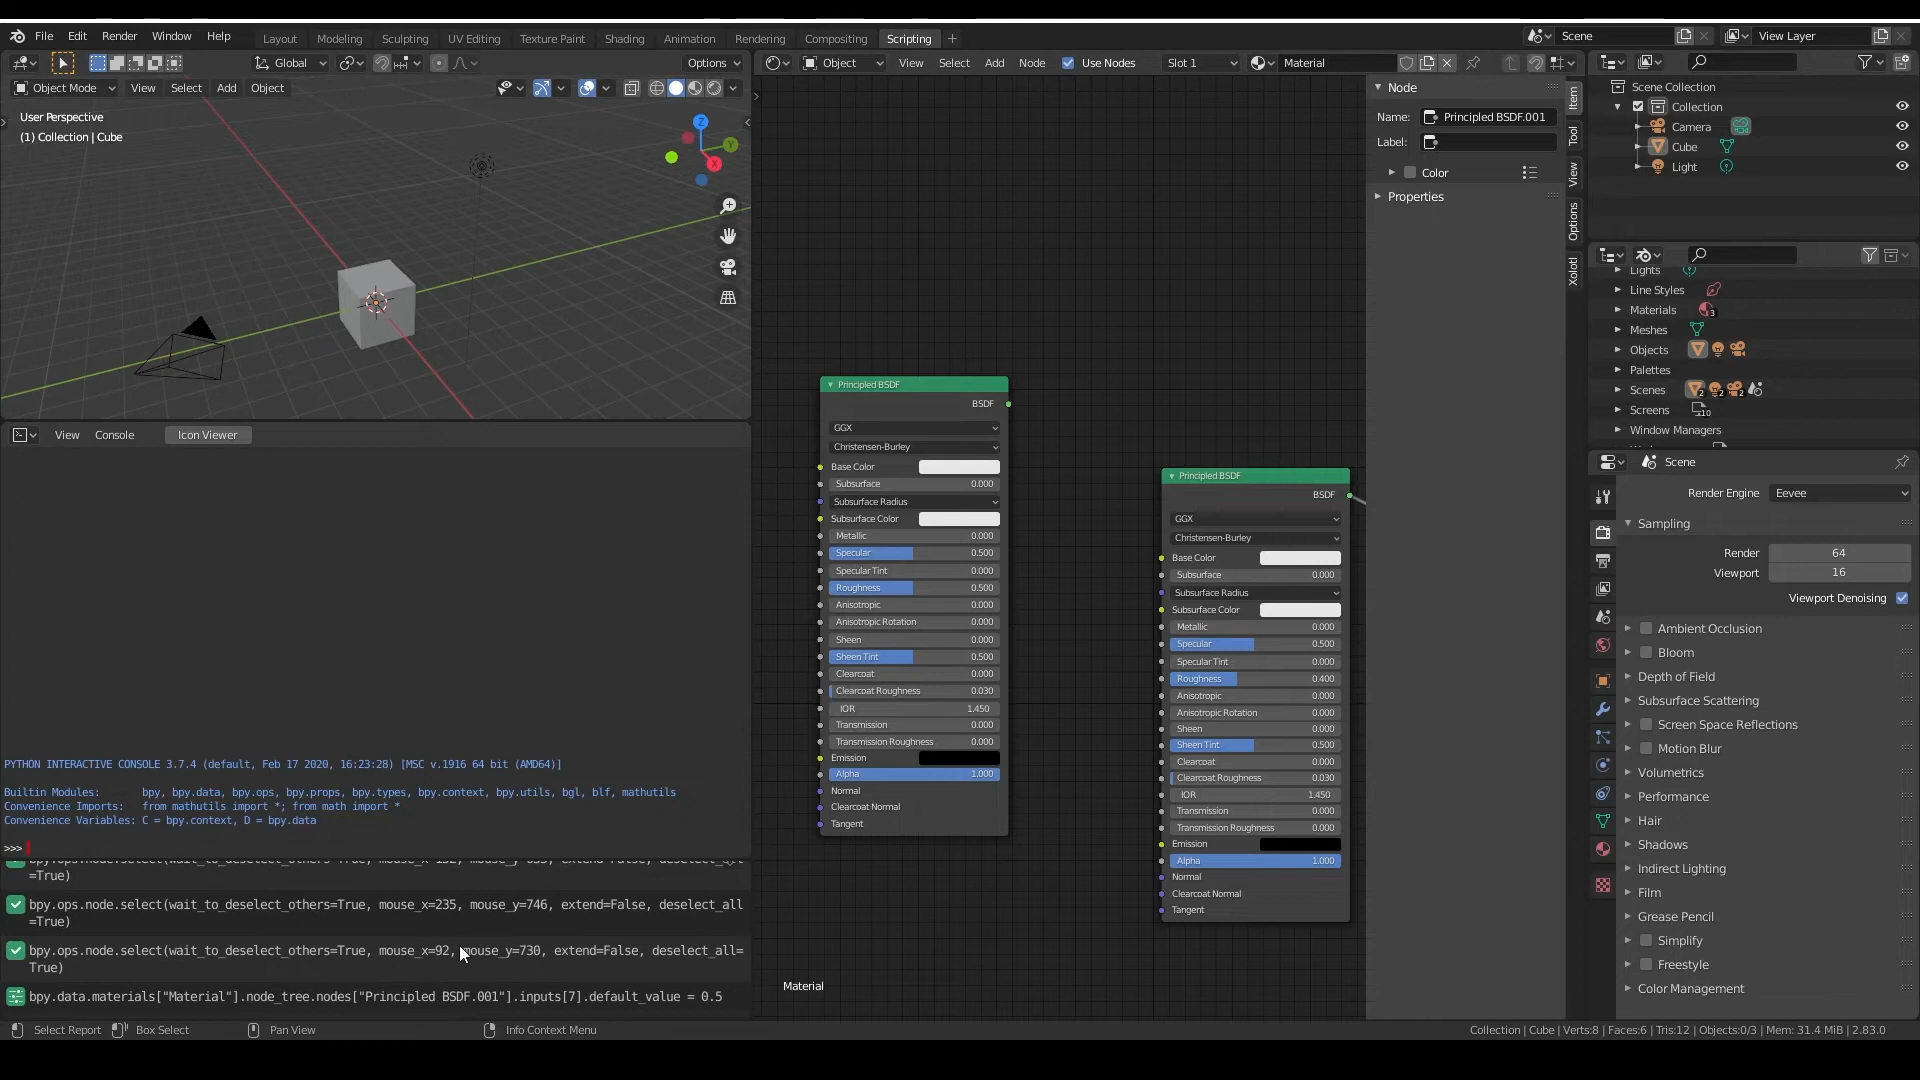 File Edit Render Window Help Layout Modeling Sculpting UV Editing Texture Paint Shading Animation Rendering Compositing Scripting + Scene View Layer
Global Options
Object Mode View Select Add Object
User Perspective
(1) Collection | Cube
Z
Y
X
View Console Icon Viewer
PYTHON INTERACTIVE CONSOLE 3.7.4 (default, Feb 17 2020, 16:23:28) [MSC v.1916 64 bit (AMD64)]
Builtin Modules: bpy, bpy.data, bpy.ops, bpy.props, bpy.types, bpy.context, bpy.utils, bgl, blf, mathutils
Convenience Imports: from mathutils import *; from math import *
Convenience Variables: C = bpy.context, D = bpy.data
>>>
=True)
bpy.ops.node.select(wait_to_deselect_others=True, mouse_x=235, mouse_y=746, extend=False, deselect_all
=True)
bpy.ops.node.select(wait_to_deselect_others=True, mouse_x=92, mouse_y=730, extend=False, deselect_all=
True)
bpy.data.materials["Material"].node_tree.nodes["Principled BSDF.001"].inputs[7].default_value = 0.5
Object View Select Add Node Use Nodes Slot 1 Material
Principled BSDF
BSDF
GGX
Christensen-Burley
Base Color
Subsurface 0.000
Subsurface Radius
Subsurface Color
Metallic 0.000
Specular 0.500
Specular Tint 0.000
Roughness 0.500
Anisotropic 0.000
Anisotropic Rotation 0.000
Sheen 0.000
Sheen Tint 0.500
Clearcoat 0.000
Clearcoat Roughness 0.030
IOR 1.450
Transmission 0.000
Transmission Roughness 0.000
Emission
Alpha 1.000
Normal
Clearcoat Normal
Tangent
Principled BSDF
BSDF
GGX
Christensen-Burley
Base Color
Subsurface 0.000
Subsurface Radius
Subsurface Color
Metallic 0.000
Specular 0.500
Specular Tint 0.000
Roughness 0.400
Anisotropic 0.000
Anisotropic Rotation 0.000
Sheen 0.000
Sheen Tint 0.500
Clearcoat 0.000
Clearcoat Roughness 0.030
IOR 1.450
Transmission 0.000
Transmission Roughness 0.000
Emission
Alpha 1.000
Normal
Clearcoat Normal
Tangent
Material
Node
Name: Principled BSDF.001
Label:
Color
Properties
Item
Tool
View
Options
Xolotl
Scene Collection
Collection
Camera
Cube
Light
Lights
Line Styles
Materials 3
Meshes
Objects
Palettes
Scenes 2 2 2
Screens 10
Window Managers
Scene
Render Engine Eevee
Sampling
Render 64
Viewport 16
Viewport Denoising
Ambient Occlusion
Bloom
Depth of Field
Subsurface Scattering
Screen Space Reflections
Motion Blur
Volumetrics
Performance
Hair
Shadows
Indirect Lighting
Film
Grease Pencil
Simplify
Freestyle
Color Management
Select Report Box Select Pan View Info Context Menu Collection | Cube | Verts:8 | Faces:6 | Tris:12 | Objects:0/3 | Mem: 31.4 MiB | 2.83.0